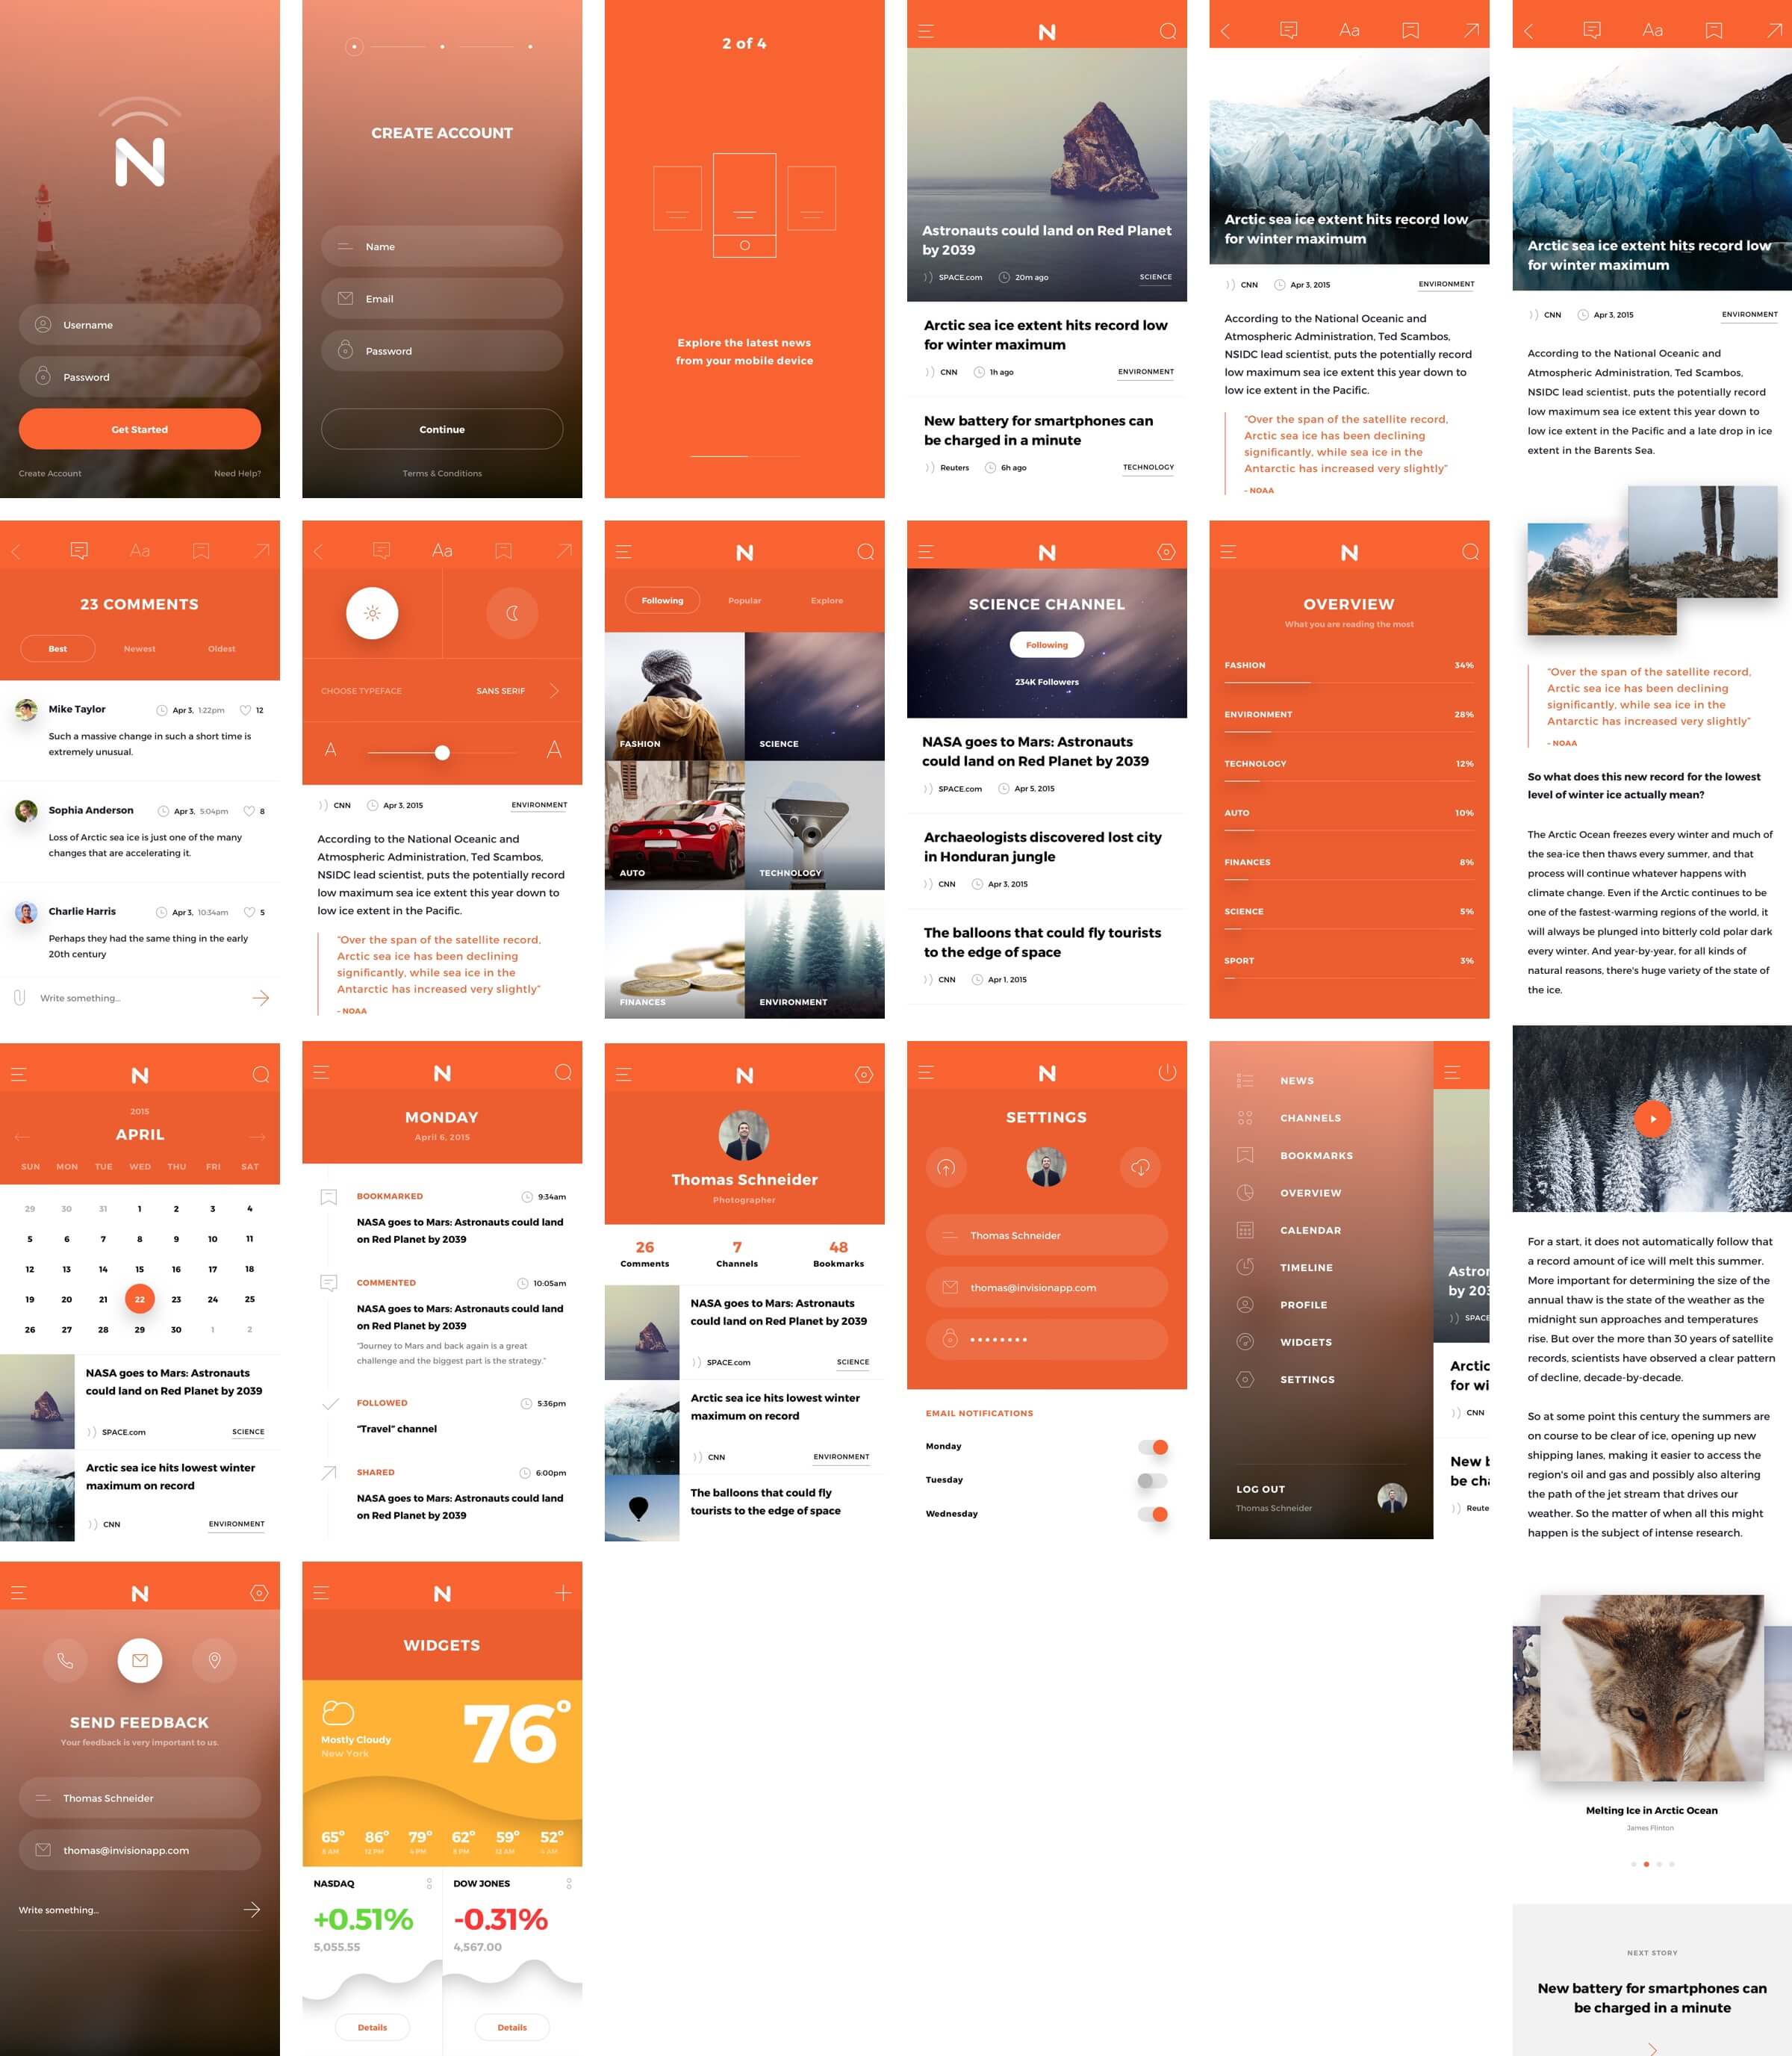 Username
Password
Get Started
Create Account
Need Help?
CREATE ACCOUNT
Name
Email
Password
Continue
Terms & Conditions
2 of 4
Explore the latest news
from your mobile device
N
Astronauts could land on Red Planet
by 2039
SPACE.com
20m ago
SCIENCE
Arctic sea ice extent hits record low
for winter maximum
CNN
1h ago
ENVIRONMENT
New battery for smartphones can
be charged in a minute
Reuters
6h ago
TECHNOLOGY
Aa
Arctic sea ice extent hits record low
for winter maximum
CNN
Apr 3, 2015
ENVIRONMENT
According to the National Oceanic and
Atmospheric Administration, Ted Scambos,
NSIDC lead scientist, puts the potentially record
low maximum sea ice extent this year down to
low ice extent in the Pacific.
"Over the span of the satellite record,
Arctic sea ice has been declining
significantly, while sea ice in the
Antarctic has increased very slightly"
- NOAA
Aa
Arctic sea ice extent hits record low
for winter maximum
CNN
Apr 3, 2015
ENVIRONMENT
According to the National Oceanic and
Atmospheric Administration, Ted Scambos,
NSIDC lead scientist, puts the potentially record
low maximum sea ice extent this year down to
low ice extent in the Pacific and a late drop in ice
extent in the Barents Sea.
"Over the span of the satellite record,
Arctic sea ice has been declining
significantly, while sea ice in the
Antarctic has increased very slightly"
- NOAA
So what does this new record for the lowest
level of winter ice actually mean?
The Arctic Ocean freezes every winter and much of
the sea-ice then thaws every summer, and that
process will continue whatever happens with
climate change. Even if the Arctic continues to be
one of the fastest-warming regions of the world, it
will always be plunged into bitterly cold polar dark
every winter. And year-by-year, for all kinds of
natural reasons, there's huge variety of the state of
the ice.
For a start, it does not automatically follow that
a record amount of ice will melt this summer.
More important for determining the size of the
annual thaw is the state of the weather as the
midnight sun approaches and temperatures
rise. But over the more than 30 years of satellite
records, scientists have observed a clear pattern
of decline, decade-by-decade.
So at some point this century the summers are
on course to be clear of ice, opening up new
shipping lanes, making it easier to access the
region's oil and gas and possibly also altering
the path of the jet stream that drives our
weather. So the matter of when all this might
happen is the subject of intense research.
Melting Ice in Arctic Ocean
James Flinton
NEXT STORY
New battery for smartphones can
be charged in a minute
Aa
23 COMMENTS
Best
Newest
Oldest
Mike Taylor
Apr 3, 1:22pm
12
Such a massive change in such a short time is
extremely unusual.
Sophia Anderson
Apr 3, 5:04pm
8
Loss of Arctic sea ice is just one of the many
changes that are accelerating it.
Charlie Harris
Apr 3, 10:34am
5
Perhaps they had the same thing in the early
20th century
Write something...
Aa
CHOOSE TYPEFACE
SANS SERIF
A
A
CNN
Apr 3, 2015
ENVIRONMENT
According to the National Oceanic and
Atmospheric Administration, Ted Scambos,
NSIDC lead scientist, puts the potentially record
low maximum sea ice extent this year down to
low ice extent in the Pacific.
"Over the span of the satellite record,
Arctic sea ice has been declining
significantly, while sea ice in the
Antarctic has increased very slightly"
- NOAA
N
Following
Popular
Explore
FASHION
SCIENCE
AUTO
TECHNOLOGY
FINANCES
ENVIRONMENT
N
SCIENCE CHANNEL
Following
234K Followers
NASA goes to Mars: Astronauts
could land on Red Planet by 2039
SPACE.com
Apr 5, 2015
Archaeologists discovered lost city
in Honduran jungle
CNN
Apr 3, 2015
The balloons that could fly tourists
to the edge of space
CNN
Apr 1, 2015
N
OVERVIEW
What you are reading the most
FASHION 34%
ENVIRONMENT 28%
TECHNOLOGY 12%
AUTO 10%
FINANCES 8%
SCIENCE 5%
SPORT 3%
N
2015
APRIL
SUN MON TUE WED THU FRI SAT
29 30 31 1 2 3 4
5 6 7 8 9 10 11
12 13 14 15 16 17 18
19 20 21 22 23 24 25
26 27 28 29 30 1 2
NASA goes to Mars: Astronauts
could land on Red Planet by 2039
SPACE.com
SCIENCE
Arctic sea ice hits lowest winter
maximum on record
CNN
ENVIRONMENT
N
MONDAY
April 6, 2015
BOOKMARKED
9:34am
NASA goes to Mars: Astronauts could land
on Red Planet by 2039
COMMENTED
10:05am
NASA goes to Mars: Astronauts could land
on Red Planet by 2039
"Journey to Mars and back again is a great
challenge and the biggest part is the strategy."
FOLLOWED
5:36pm
"Travel" channel
SHARED
6:00pm
NASA goes to Mars: Astronauts could land
on Red Planet by 2039
N
Thomas Schneider
Photographer
26
Comments
7
Channels
48
Bookmarks
NASA goes to Mars: Astronauts
could land on Red Planet by 2039
SPACE.com
SCIENCE
Arctic sea ice hits lowest winter
maximum on record
CNN
ENVIRONMENT
The balloons that could fly
tourists to the edge of space
N
SETTINGS
Thomas Schneider
thomas@invisionapp.com
EMAIL NOTIFICATIONS
Monday
Tuesday
Wednesday
NEWS
CHANNELS
BOOKMARKS
OVERVIEW
CALENDAR
TIMELINE
PROFILE
WIDGETS
SETTINGS
LOG OUT
Thomas Schneider
Astror
by 203
SPACE
Arctic
for wi
CNN
New b
be cha
Reute
N
SEND FEEDBACK
Your feedback is very important to us.
Thomas Schneider
thomas@invisionapp.com
Write something...
N
WIDGETS
Mostly Cloudy
New York
76°
65° 86° 79° 62° 59° 52°
8 AM 12 PM 4 PM 8 PM 12 AM 4 AM
NASDAQ
+0.51%
5,055.55
Details
DOW JONES
-0.31%
4,567.00
Details